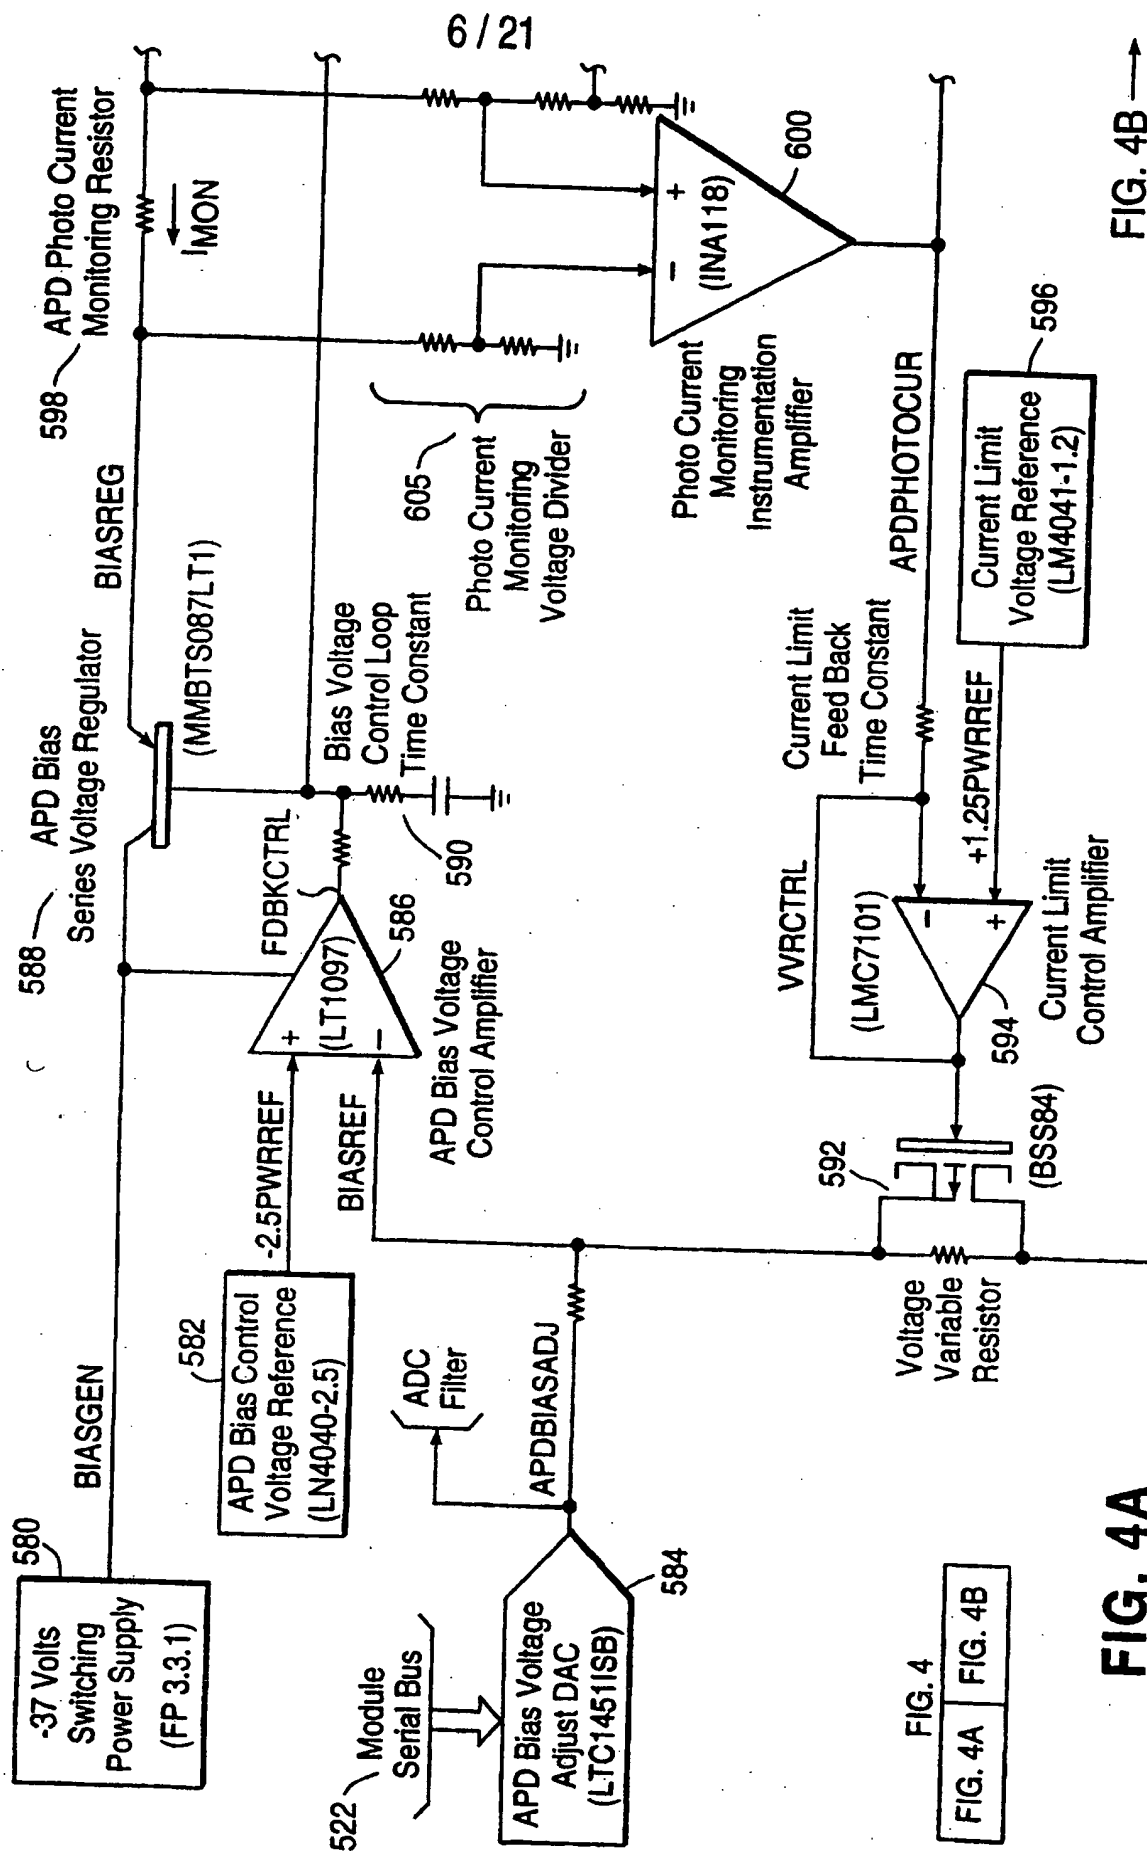 6 / 21
580
-37 Volts
Switching
Power Supply
(FP 3.3.1)
BIASGEN
588
APD Bias
Series Voltage Regulator
(MMBTS087LT1)
BIASREG
598
APD Photo Current
Monitoring Resistor
IMON
582
APD Bias Control
Voltage Reference
(LN4040-2.5)
-2.5PWRREF
BIASREF
+
-
(LT1097)
FDBKCTRL
586
APD Bias Voltage
Control Amplifier
590
Bias Voltage
Control Loop
Time Constant
605
Photo Current
Monitoring
Voltage Divider
-
+
(INA118)
600
Photo Current
Monitoring
Instrumentation
Amplifier
522
Module
Serial Bus
ADC
Filter
APD Bias Voltage
Adjust DAC
(LTC1451ISB)
584
APDBIASADJ
Voltage
Variable
Resistor
592
(BSS84)
VVRCTRL
(LMC7101)
-
+
594
Current Limit
Control Amplifier
Current Limit
Feed Back
Time Constant
+1.25PWRREF
APDPHOTOCUR
596
Current Limit
Voltage Reference
(LM4041-1.2)
FIG. 4
FIG. 4A
FIG. 4B
FIG. 4A
FIG. 4B